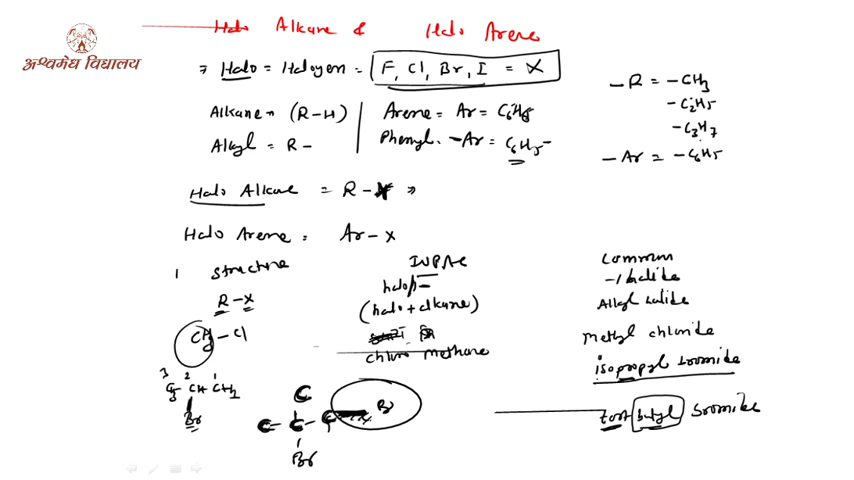 Halo Alkane & Halo Arene
अश्वमेध विद्यालय
Halo = Halogen = F, Cl, Br, I = X
Alkane = (R-H) Arene = Ar = C6H6
Alkyl = R - Phenyl. -Ar = C6H5-
-R = -CH3
-C2H5
-C3H7
-Ar = -C6H5
Halo Alkane = R-X
Halo Arene = Ar-X
1 structure IUPAC Common
halo - -/ halide
R-X (halo + alkane) Alkyl halide
CH3-Cl chloro methane methyl chloride
isopropyl bromide
3 2 1
CH3 CH CH2
Br
C
C - C - C Br
Br
tert butyl bromide